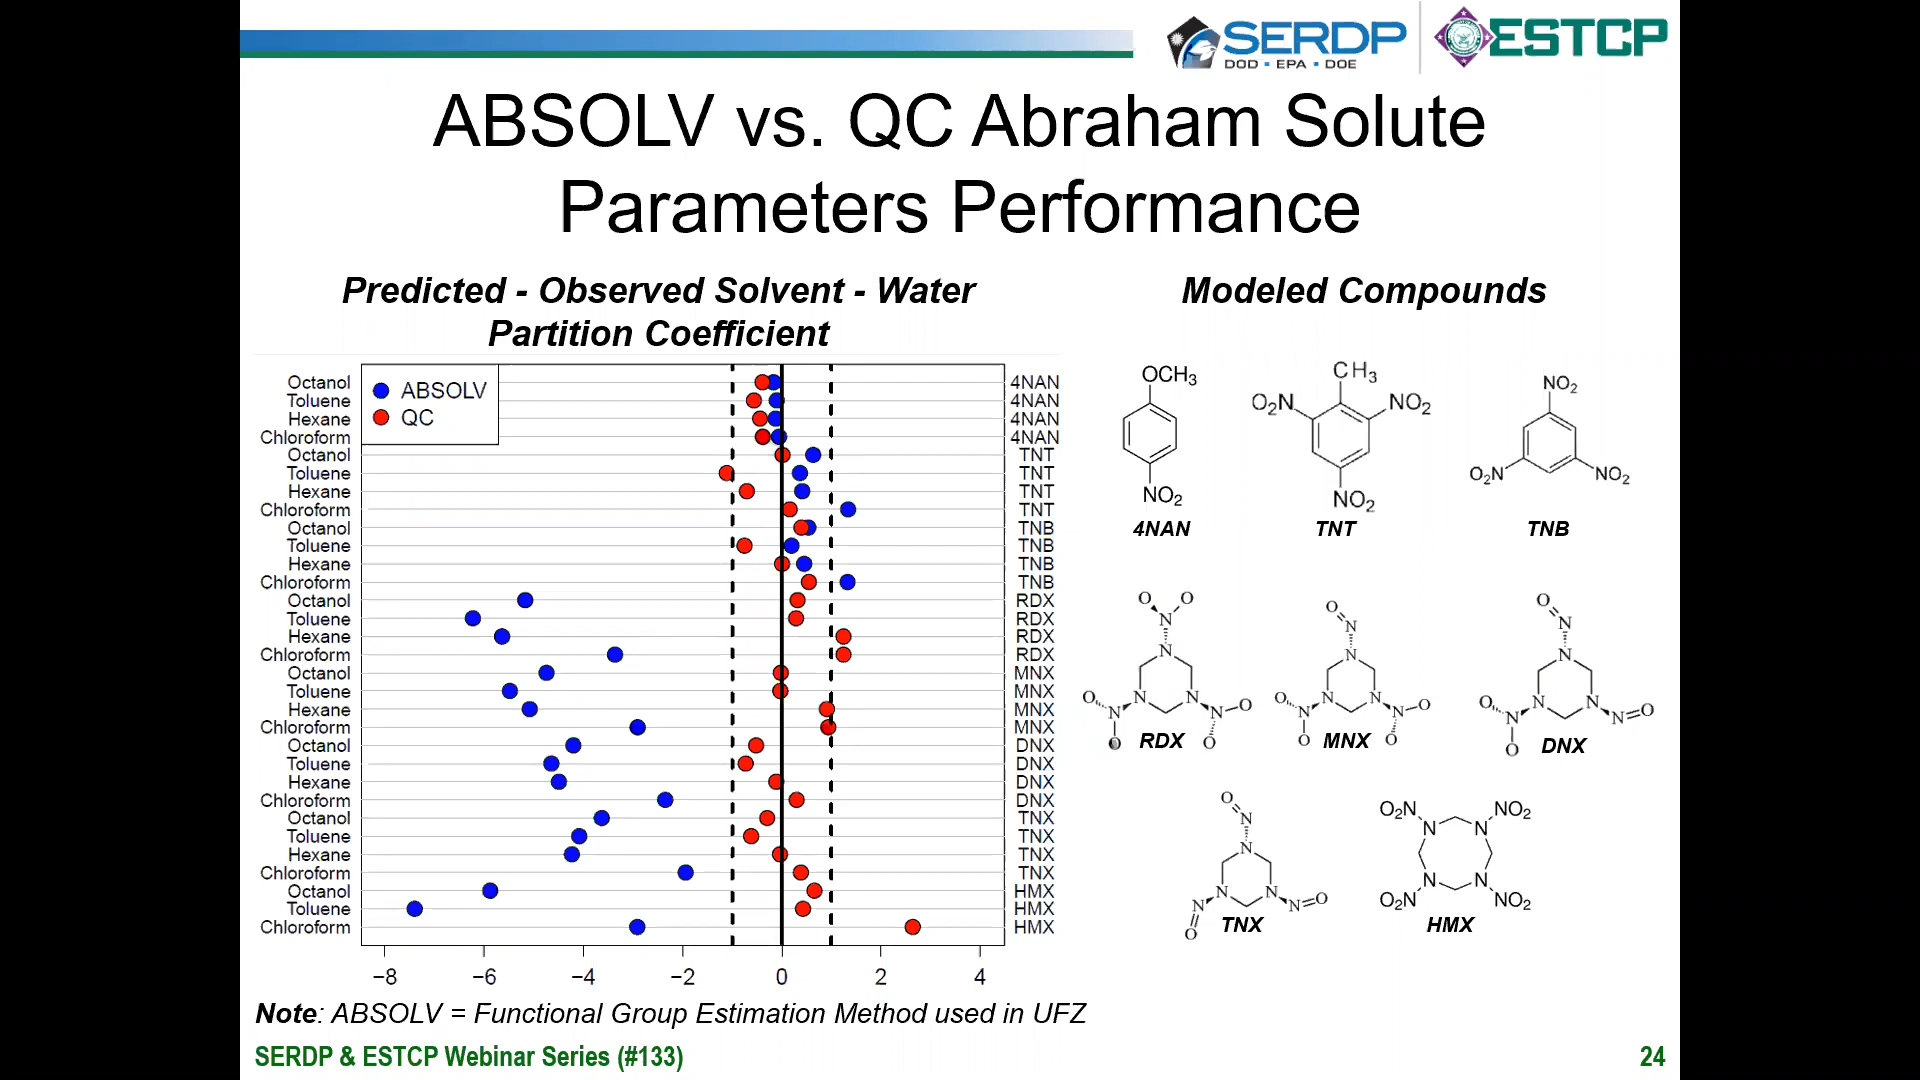 SERDP
DOD ▪ EPA ▪ DOE
ESTCP
ABSOLV vs. QC Abraham Solute
Parameters Performance
Predicted - Observed Solvent - Water
Partition Coefficient
Modeled Compounds
ABSOLV
QC
Octanol 4NAN
Toluene 4NAN
Hexane 4NAN
Chloroform 4NAN
Octanol TNT
Toluene TNT
Hexane TNT
Chloroform TNT
Octanol TNB
Toluene TNB
Hexane TNB
Chloroform TNB
Octanol RDX
Toluene RDX
Hexane RDX
Chloroform RDX
Octanol MNX
Toluene MNX
Hexane MNX
Chloroform MNX
Octanol DNX
Toluene DNX
Hexane DNX
Chloroform DNX
Octanol TNX
Toluene TNX
Hexane TNX
Chloroform TNX
Octanol HMX
Toluene HMX
Chloroform HMX
−8 −6 −4 −2 0 2 4
OCH₃
NO₂
4NAN
CH₃
O₂N NO₂
NO₂
TNT
NO₂
O₂N NO₂
TNB
O O
N
N
O N N O
N N
O O
RDX
O
N
N
O N N O
N N
O O
MNX
O
N
N
O N N
N N O
O
DNX
O
N
N
N N
N N O
O
TNX
O₂N NO₂
N N
N N
O₂N NO₂
HMX
Note: ABSOLV = Functional Group Estimation Method used in UFZ
SERDP & ESTCP Webinar Series (#133)
24